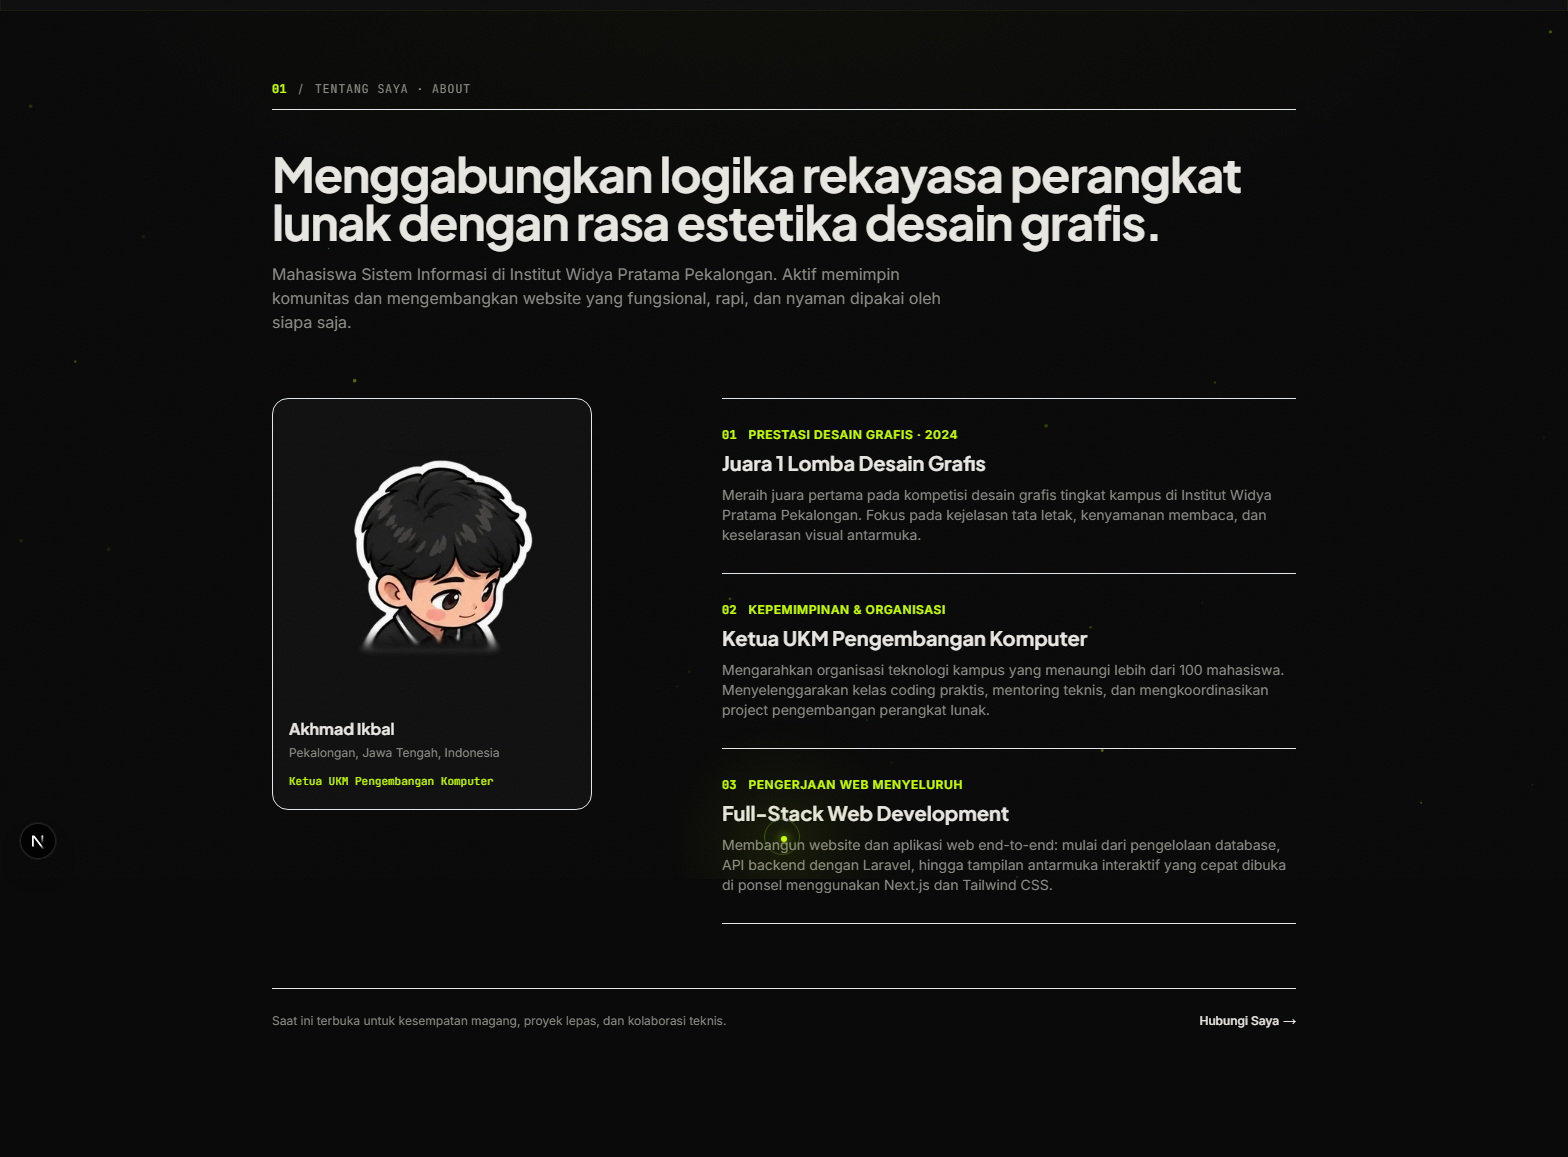 01 / TENTANG SAYA · ABOUT
Menggabungkan logika rekayasa perangkat
lunak dengan rasa estetika desain grafis.
Mahasiswa Sistem Informasi di Institut Widya Pratama Pekalongan. Aktif memimpin
komunitas dan mengembangkan website yang fungsional, rapi, dan nyaman dipakai oleh
siapa saja.
Akhmad Ikbal
Pekalongan, Jawa Tengah, Indonesia
Ketua UKM Pengembangan Komputer
01 PRESTASI DESAIN GRAFIS · 2024
Juara 1 Lomba Desain Grafis
Meraih juara pertama pada kompetisi desain grafis tingkat kampus di Institut Widya
Pratama Pekalongan. Fokus pada kejelasan tata letak, kenyamanan membaca, dan
keselarasan visual antarmuka.
02 KEPEMIMPINAN & ORGANISASI
Ketua UKM Pengembangan Komputer
Mengarahkan organisasi teknologi kampus yang menaungi lebih dari 100 mahasiswa.
Menyelenggarakan kelas coding praktis, mentoring teknis, dan mengkoordinasikan
project pengembangan perangkat lunak.
03 PENGERJAAN WEB MENYELURUH
Full-Stack Web Development
Membangun website dan aplikasi web end-to-end: mulai dari pengelolaan database,
API backend dengan Laravel, hingga tampilan antarmuka interaktif yang cepat dibuka
di ponsel menggunakan Next.js dan Tailwind CSS.
N
Saat ini terbuka untuk kesempatan magang, proyek lepas, dan kolaborasi teknis.
Hubungi Saya →